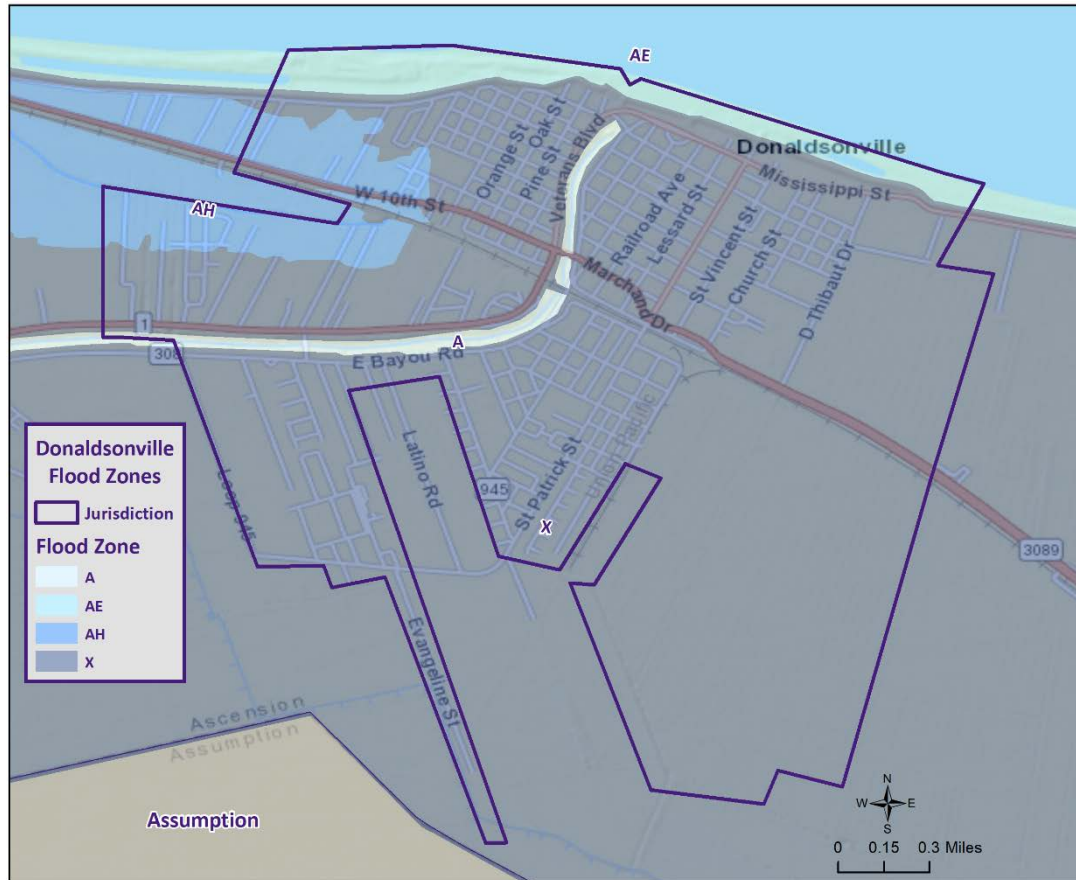 AE
Donaldsonville
Mississippi St
Orange St
Oak St
Pine St
Veterans Blvd
W 10th St
AH
Railroad Ave
Lessard St
St Vincent St
Church St
D Thibaut Dr
Marchand Dr
1
308
A
E Bayou Rd
Latino Rd
945
St Patrick St
Union Pacific
X
Loop 945
3089
Evangeline St
Ascension
Assumption
Assumption
Donaldsonville
Flood Zones
Jurisdiction
Flood Zone
A
AE
AH
X
N
W E
S
0 0.15 0.3 Miles